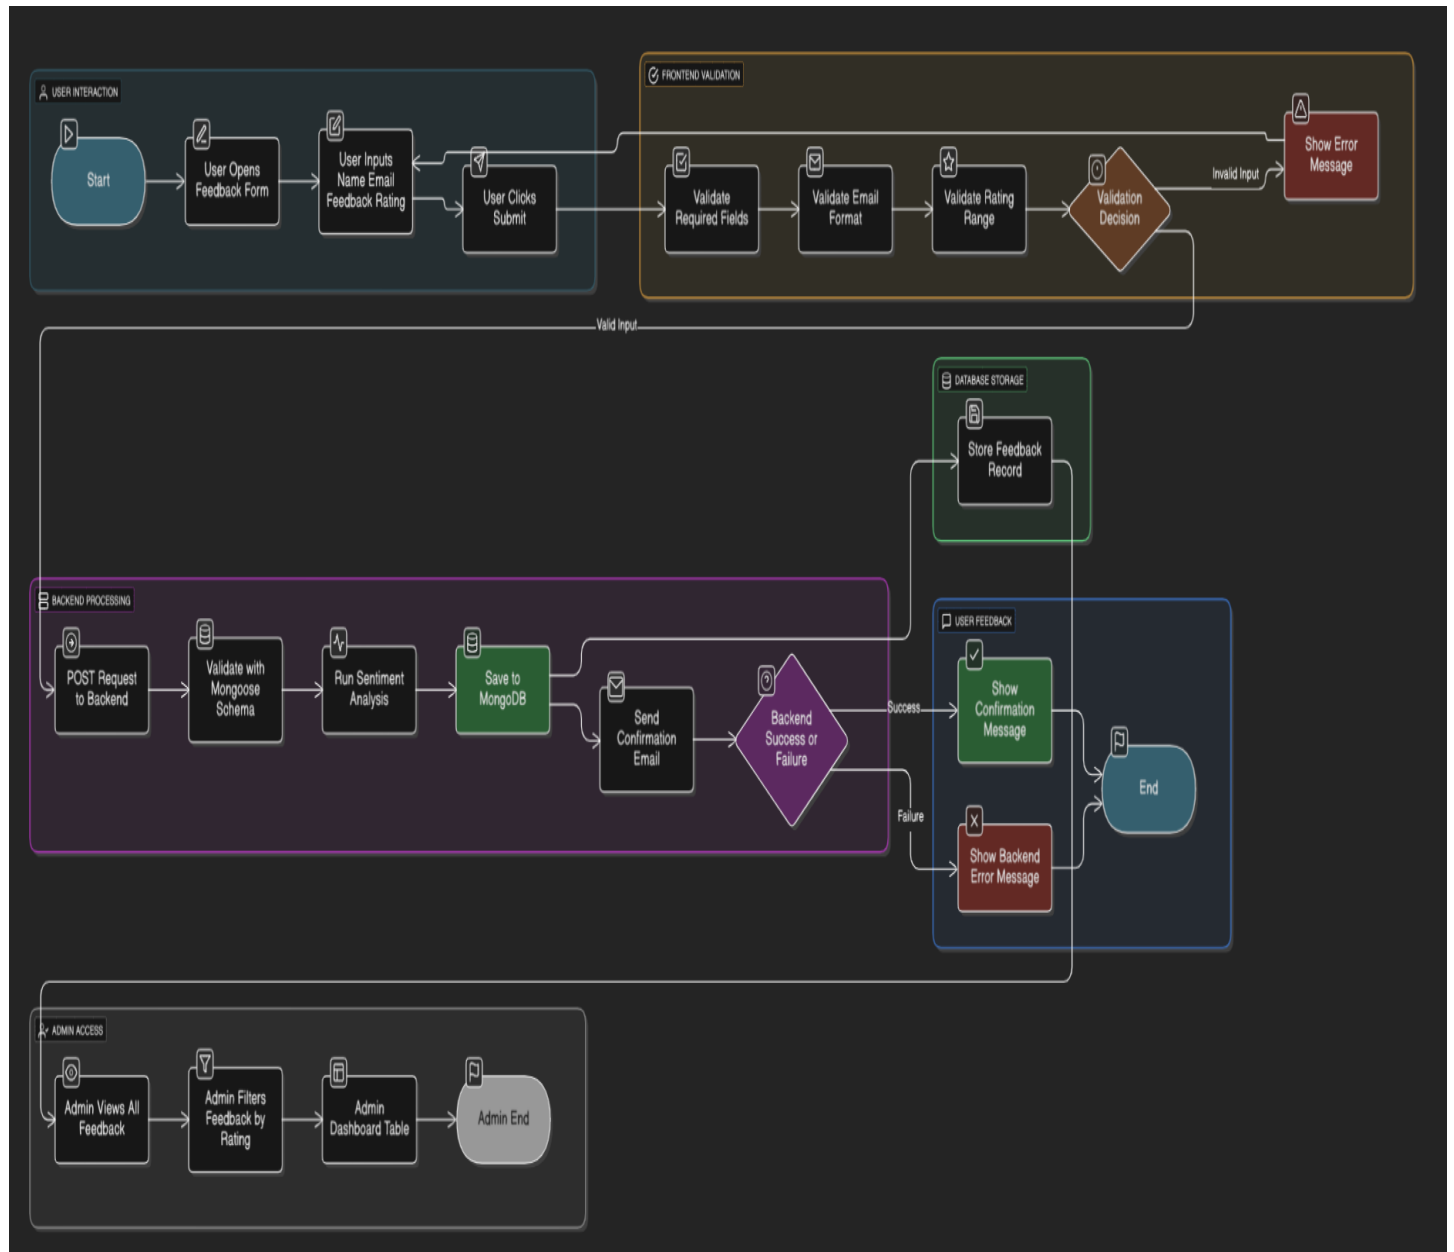 USER INTERACTION
Start
User Opens
Feedback Form
User Inputs
Name Email
Feedback Rating
User Clicks
Submit
FRONTEND VALIDATION
Validate
Required Fields
Validate Email
Format
Validate Rating
Range
Validation
Decision
Invalid Input
Show Error
Message
Valid Input
DATABASE STORAGE
Store Feedback
Record
BACKEND PROCESSING
POST Request
to Backend
Validate with
Mongoose
Schema
Run Sentiment
Analysis
Save to
MongoDB
Send
Confirmation
Email
Backend
Success or
Failure
Success
Failure
USER FEEDBACK
Show
Confirmation
Message
Show Backend
Error Message
End
ADMIN ACCESS
Admin Views All
Feedback
Admin Filters
Feedback by
Rating
Admin
Dashboard Table
Admin End